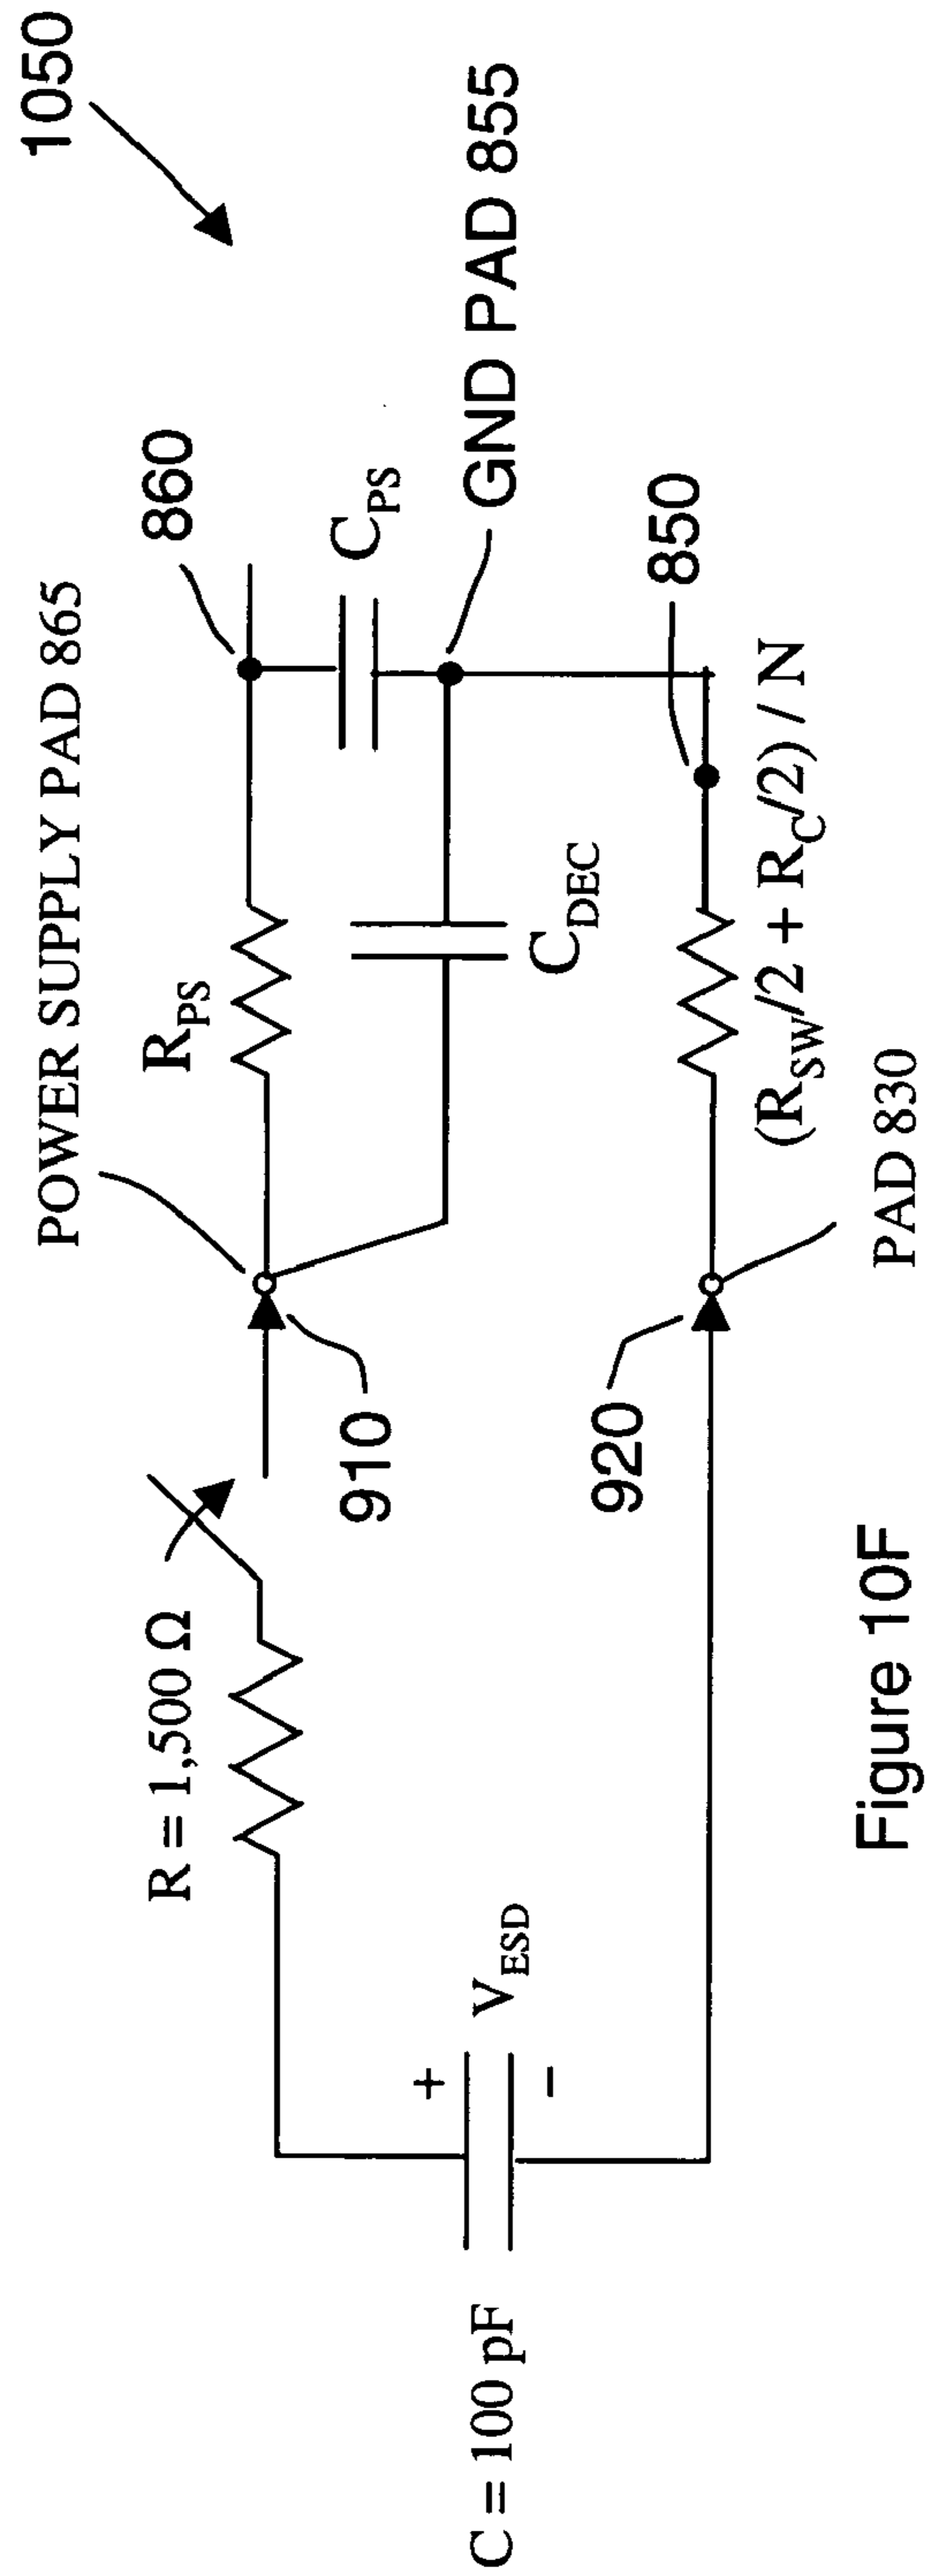 1050
POWER SUPPLY PAD 865
860
R = 1,500 Ω
R_PS
C_PS
GND PAD 855
910
C_DEC
C = 100 pF
+
V_ESD
–
920
850
(R_SW/2 + R_C/2) / N
PAD 830
Figure 10F